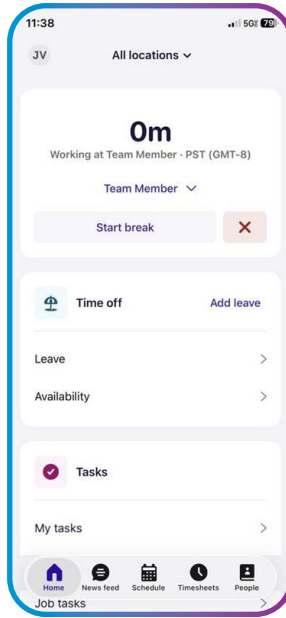 11:38
5G 79
JV
All locations
0m
Working at Team Member · PST (GMT-8)
Team Member
Start break
Time off
Add leave
Leave
Availability
Tasks
My tasks
Home
News feed
Schedule
Timesheets
People
Job tasks